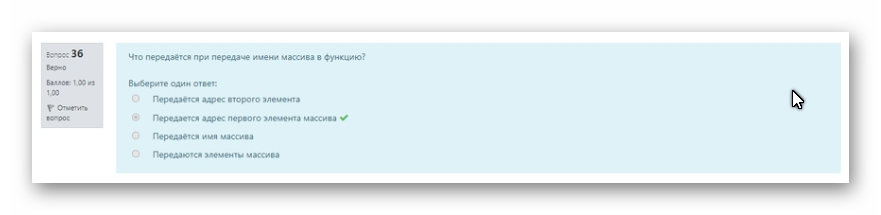 Вопрос 36
Верно
Баллов: 1,00 из
1,00
Отметить
вопрос
Что передаётся при передаче имени массива в функцию?
Выберите один ответ:
Передаётся адрес второго элемента
Передается адрес первого элемента массива
Передаётся имя массива
Передаются элементы массива